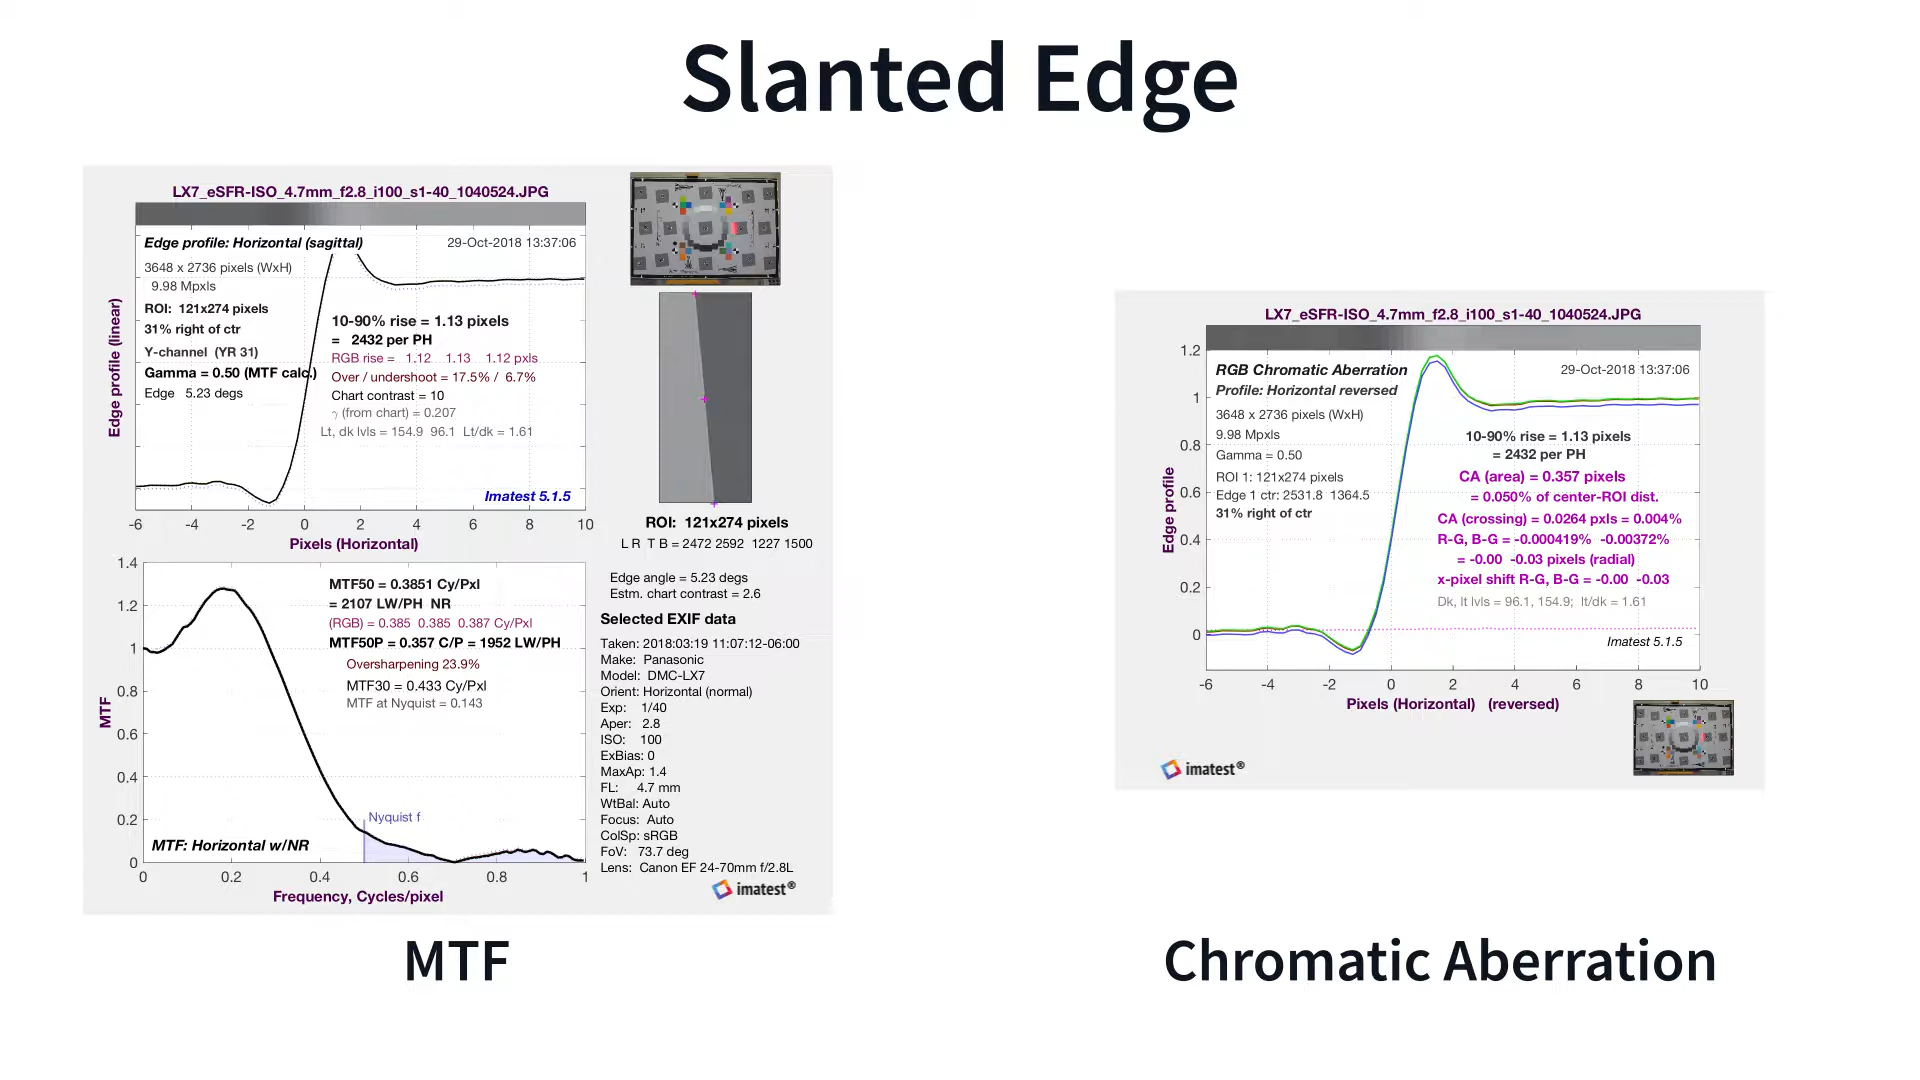 Slanted Edge
LX7_eSFR-ISO_4.7mm_f2.8_i100_s1-40_1040524.JPG
Edge profile: Horizontal (sagittal)
29-Oct-2018 13:37:06
3648 x 2736 pixels (WxH)
9.98 Mpxls
ROI: 121x274 pixels
31% right of ctr
Y-channel (YR 31)
Gamma = 0.50 (MTF calc.)
Edge 5.23 degs
10-90% rise = 1.13 pixels
= 2432 per PH
RGB rise = 1.12 1.13 1.12 pxls
Over / undershoot = 17.5% / 6.7%
Chart contrast = 10
γ (from chart) = 0.207
Lt, dk lvls = 154.9 96.1 Lt/dk = 1.61
Imatest 5.1.5
Edge profile (linear)
-6 -4 -2 0 2 4 6 8 10
Pixels (Horizontal)
ROI: 121x274 pixels
L R T B = 2472 2592 1227 1500
Edge angle = 5.23 degs
Estm. chart contrast = 2.6
Selected EXIF data
Taken: 2018:03:19 11:07:12-06:00
Make: Panasonic
Model: DMC-LX7
Orient: Horizontal (normal)
Exp: 1/40
Aper: 2.8
ISO: 100
ExBias: 0
MaxAp: 1.4
FL: 4.7 mm
WtBal: Auto
Focus: Auto
ColSp: sRGB
FoV: 73.7 deg
Lens: Canon EF 24-70mm f/2.8L
imatest®
MTF50 = 0.3851 Cy/Pxl
= 2107 LW/PH NR
(RGB) = 0.385 0.385 0.387 Cy/Pxl
MTF50P = 0.357 C/P = 1952 LW/PH
Oversharpening 23.9%
MTF30 = 0.433 Cy/Pxl
MTF at Nyquist = 0.143
Nyquist f
MTF: Horizontal w/NR
MTF
1.4
1.2
1
0.8
0.6
0.4
0.2
0
0 0.2 0.4 0.6 0.8 1
Frequency, Cycles/pixel
MTF
LX7_eSFR-ISO_4.7mm_f2.8_i100_s1-40_1040524.JPG
RGB Chromatic Aberration
29-Oct-2018 13:37:06
Profile: Horizontal reversed
3648 x 2736 pixels (WxH)
9.98 Mpxls
Gamma = 0.50
ROI 1: 121x274 pixels
Edge 1 ctr: 2531.8 1364.5
31% right of ctr
10-90% rise = 1.13 pixels
= 2432 per PH
CA (area) = 0.357 pixels
= 0.050% of center-ROI dist.
CA (crossing) = 0.0264 pxls = 0.004%
R-G, B-G = -0.000419% -0.00372%
= -0.00 -0.03 pixels (radial)
x-pixel shift R-G, B-G = -0.00 -0.03
Dk, lt lvls = 96.1, 154.9; lt/dk = 1.61
Imatest 5.1.5
Edge profile
1.2
1
0.8
0.6
0.4
0.2
0
-6 -4 -2 0 2 4 6 8 10
Pixels (Horizontal) (reversed)
imatest®
Chromatic Aberration